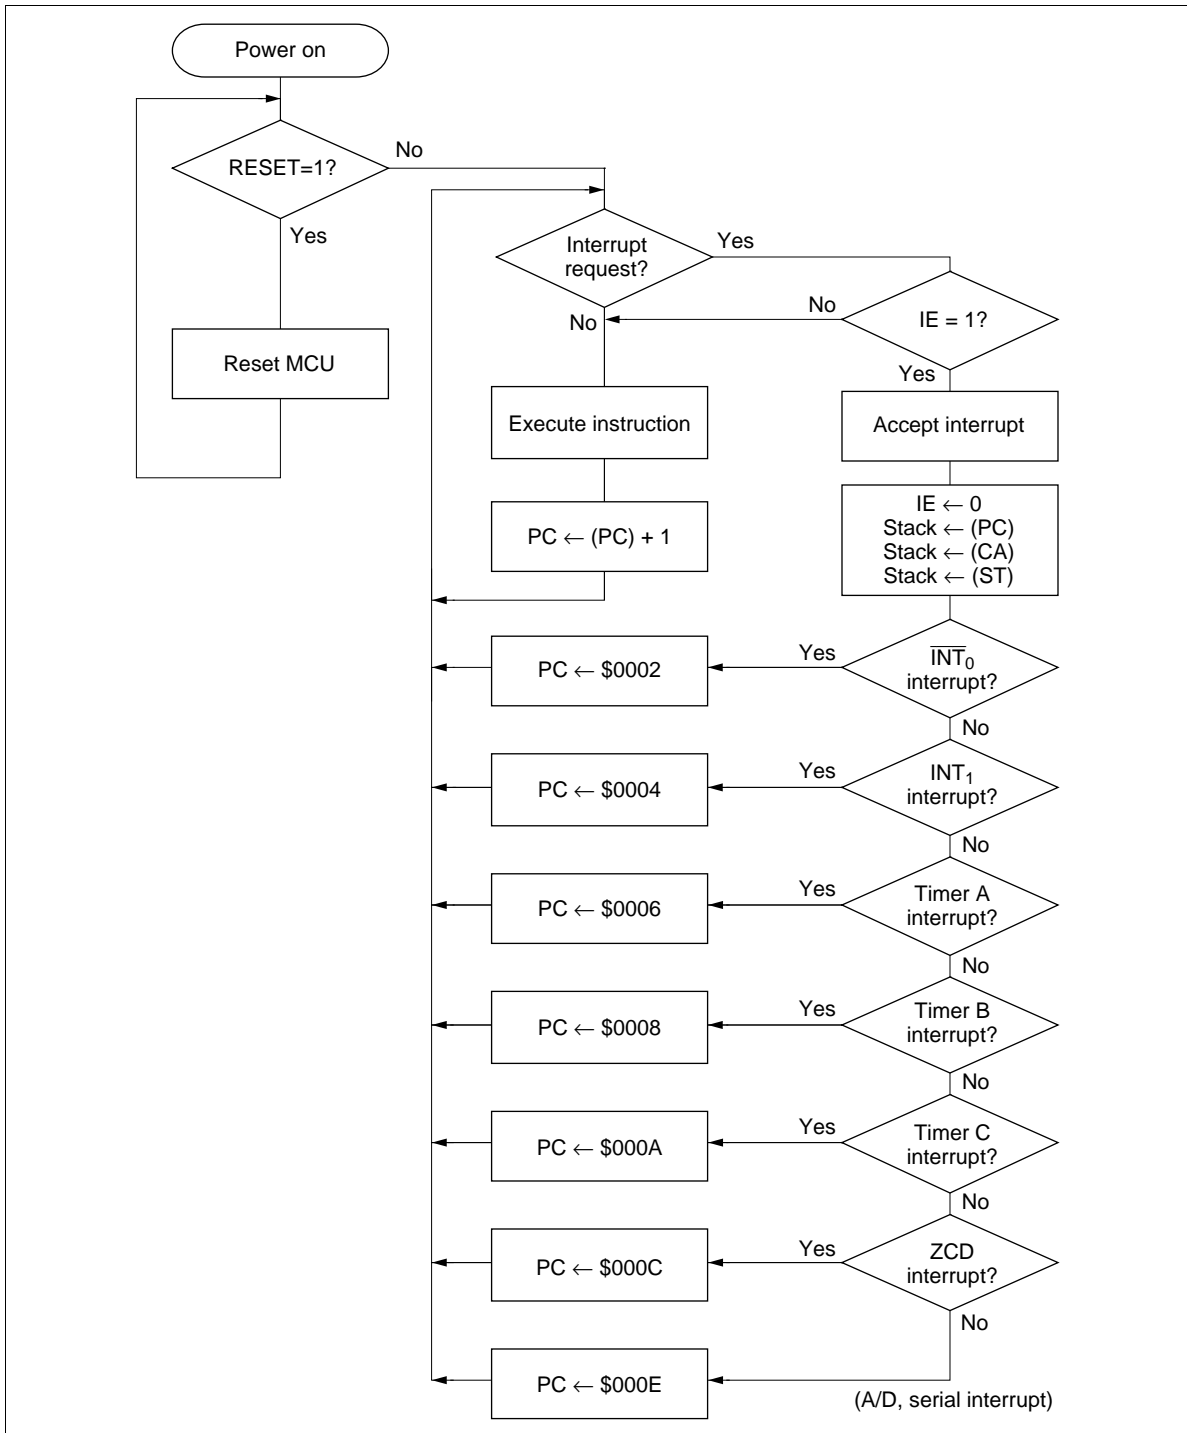 Power on
RESET=1?
No
Yes
Reset MCU
Interrupt
request?
Yes
No
IE = 1?
No
Yes
Execute instruction
Accept interrupt
PC ← (PC) + 1
IE ← 0
Stack ← (PC)
Stack ← (CA)
Stack ← (ST)
PC ← $0002
Yes
I̅N̅T̅₀
interrupt?
No
PC ← $0004
Yes
INT₁
interrupt?
No
PC ← $0006
Yes
Timer A
interrupt?
No
PC ← $0008
Yes
Timer B
interrupt?
No
PC ← $000A
Yes
Timer C
interrupt?
No
PC ← $000C
Yes
ZCD
interrupt?
No
PC ← $000E
(A/D, serial interrupt)